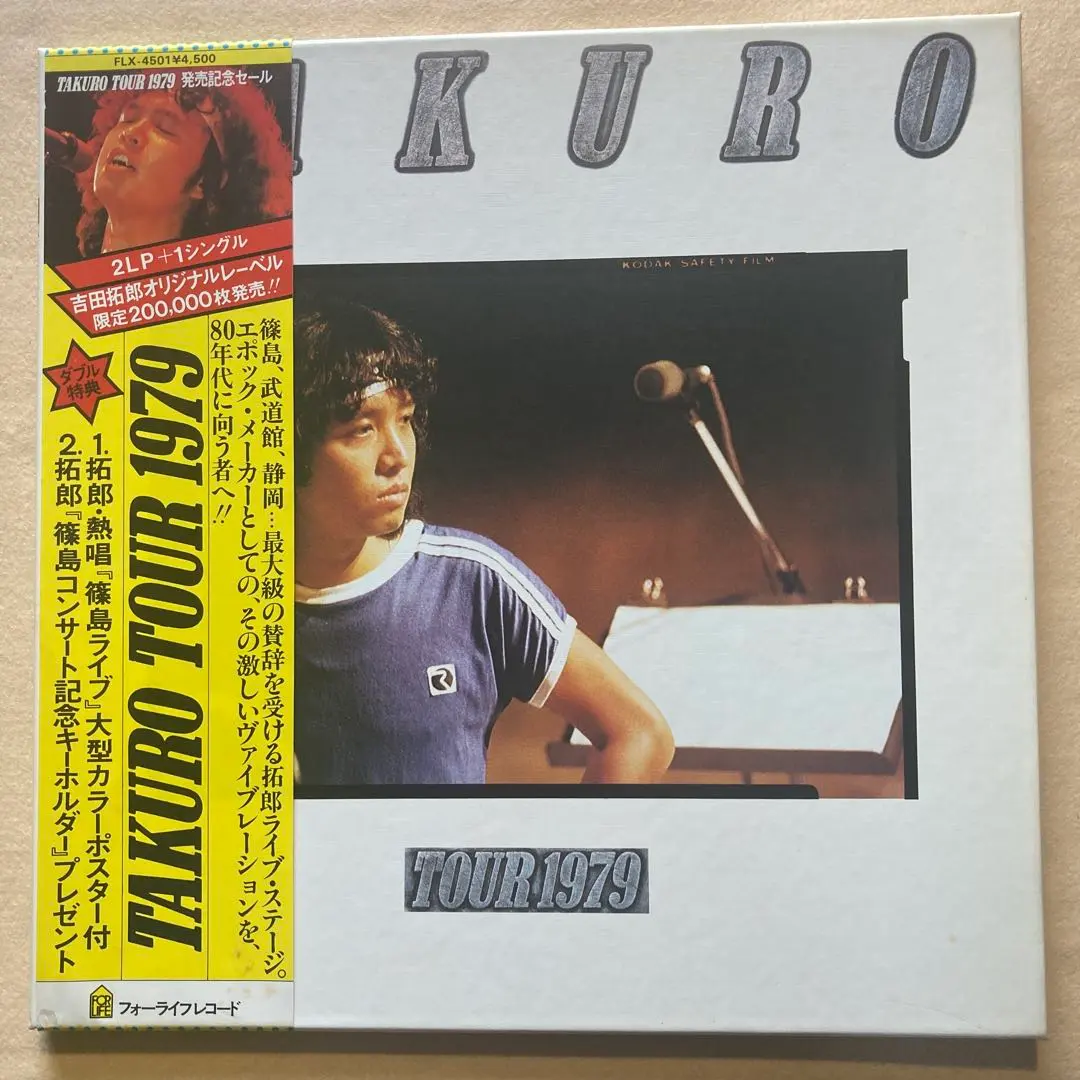 FLX-4501¥4,500
TAKURO TOUR 1979 発売記念セール
2LP+1シングル
吉田拓郎オリジナルレーベル
限定200,000枚発売!!
篠島、武道館、静岡…最大級の賛辞を受ける拓郎ライブ・ステージ。
エポック・メーカーとしての、その激しいヴァイブレーションを、
80年代に向う者へ!!
TAKURO TOUR 1979
ダブル
特典
1.拓郎・熱唱『篠島ライブ』大型カラーポスター付
2.拓郎『篠島コンサート記念キーホルダー』プレゼント
FOR
LIFE
フォーライフレコード
KURO
KODAK SAFETY FILM
R
TOUR 1979